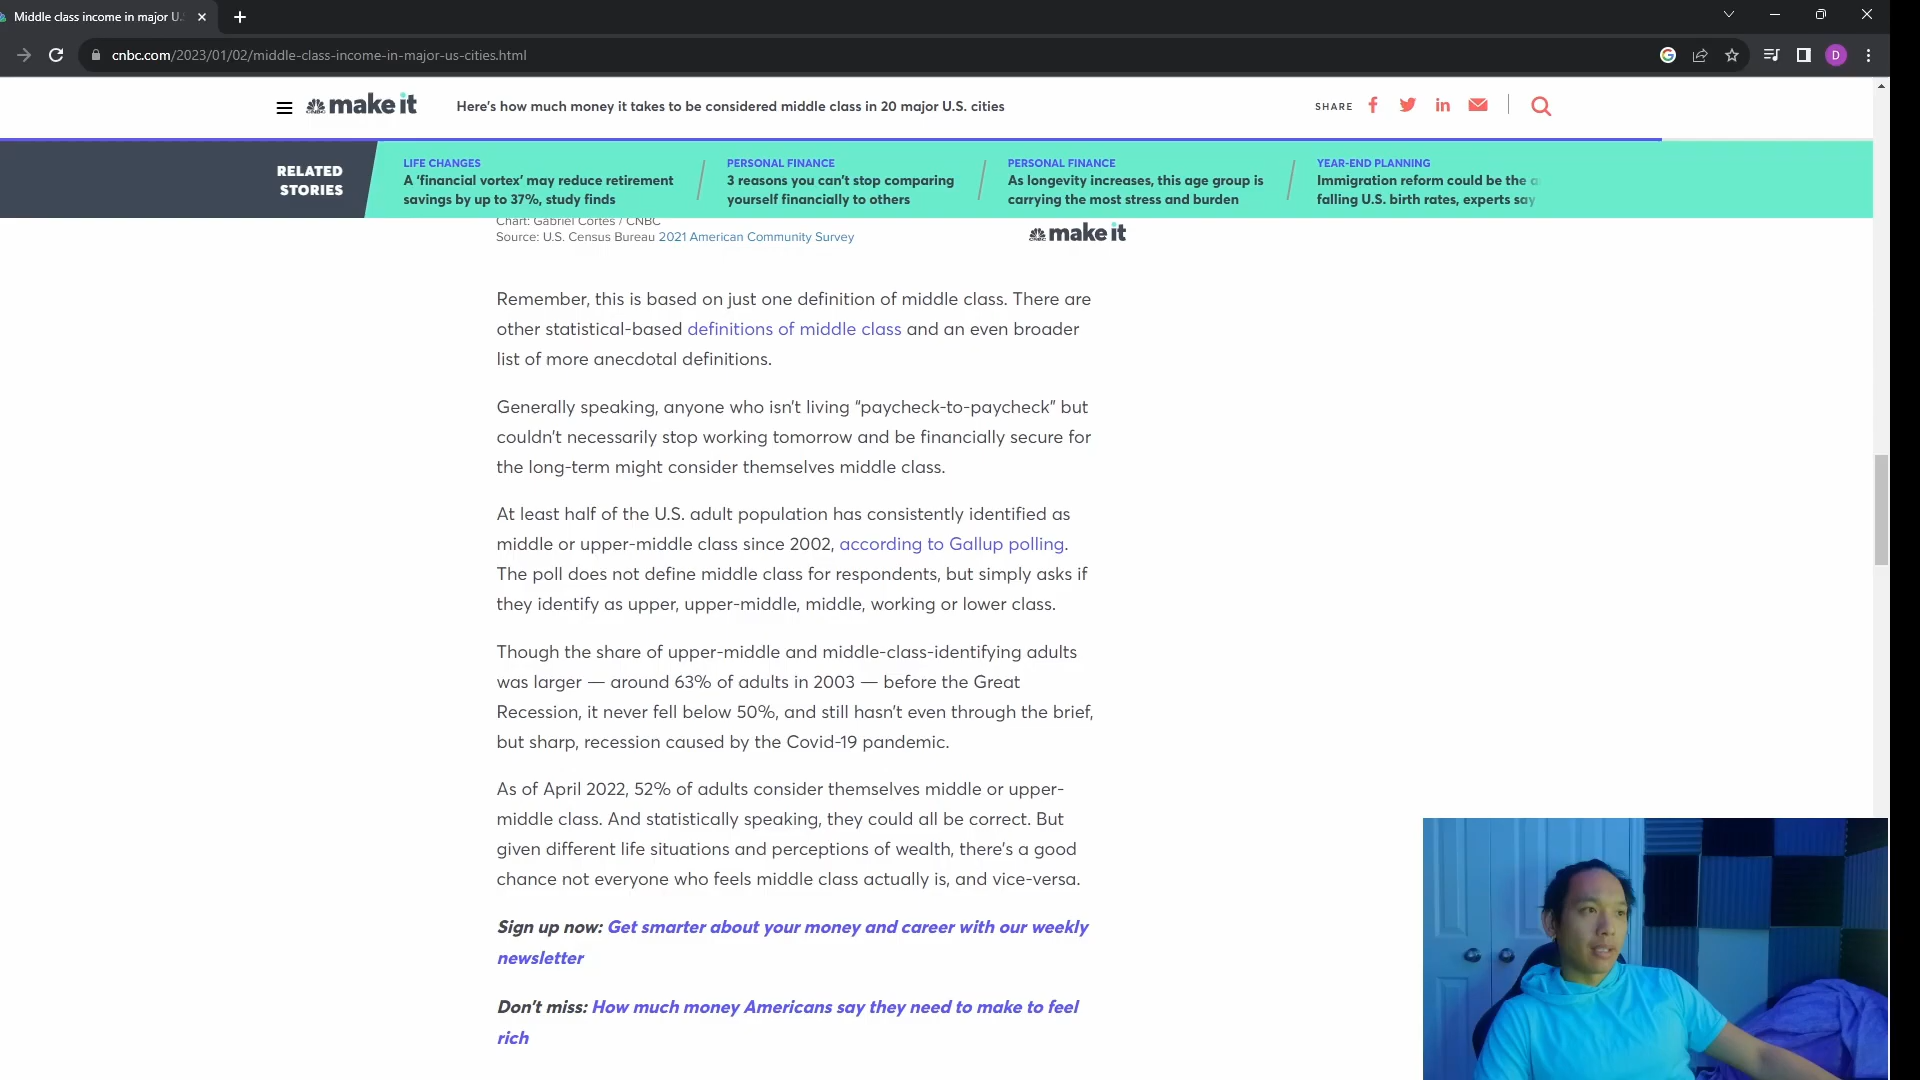 Middle class income in major U.
cnbc.com/2023/01/02/middle-class-income-in-major-us-cities.html
D
make it
Here's how much money it takes to be considered middle class in 20 major U.S. cities
SHARE
RELATED
STORIES
LIFE CHANGES
A ‘financial vortex’ may reduce retirement
savings by up to 37%, study finds
PERSONAL FINANCE
3 reasons you can’t stop comparing
yourself financially to others
PERSONAL FINANCE
As longevity increases, this age group is
carrying the most stress and burden
YEAR-END PLANNING
Immigration reform could be the
falling U.S. birth rates, experts say
Chart: Gabriel Cortes / CNBC
Source: U.S. Census Bureau 2021 American Community Survey
make it
Remember, this is based on just one definition of middle class. There are
other statistical-based definitions of middle class and an even broader
list of more anecdotal definitions.
Generally speaking, anyone who isn’t living “paycheck-to-paycheck” but
couldn’t necessarily stop working tomorrow and be financially secure for
the long-term might consider themselves middle class.
At least half of the U.S. adult population has consistently identified as
middle or upper-middle class since 2002, according to Gallup polling.
The poll does not define middle class for respondents, but simply asks if
they identify as upper, upper-middle, middle, working or lower class.
Though the share of upper-middle and middle-class-identifying adults
was larger — around 63% of adults in 2003 — before the Great
Recession, it never fell below 50%, and still hasn’t even through the brief,
but sharp, recession caused by the Covid-19 pandemic.
As of April 2022, 52% of adults consider themselves middle or upper-
middle class. And statistically speaking, they could all be correct. But
given different life situations and perceptions of wealth, there’s a good
chance not everyone who feels middle class actually is, and vice-versa.
Sign up now: Get smarter about your money and career with our weekly
newsletter
Don’t miss: How much money Americans say they need to make to feel
rich